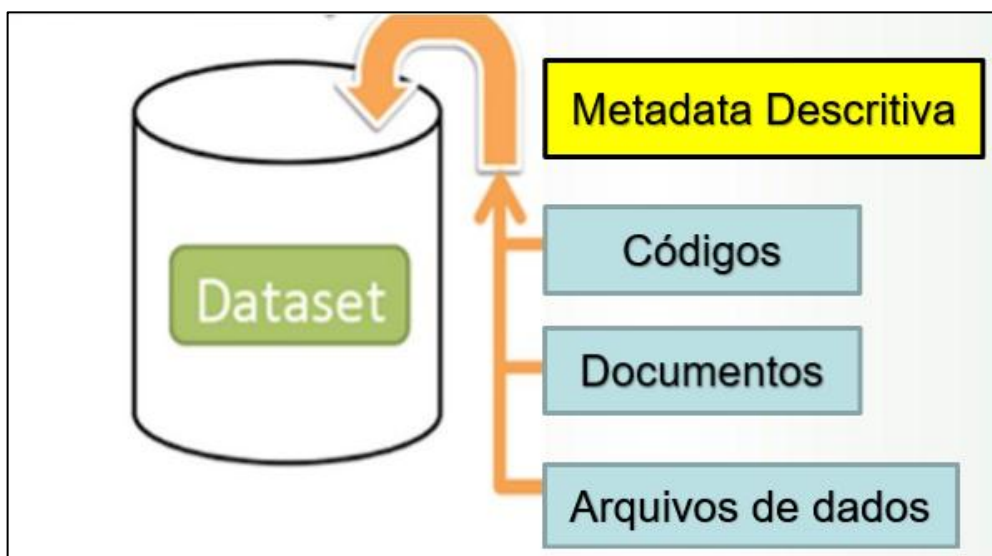 Metadata Descritiva
Códigos
Dataset
Documentos
Arquivos de dados